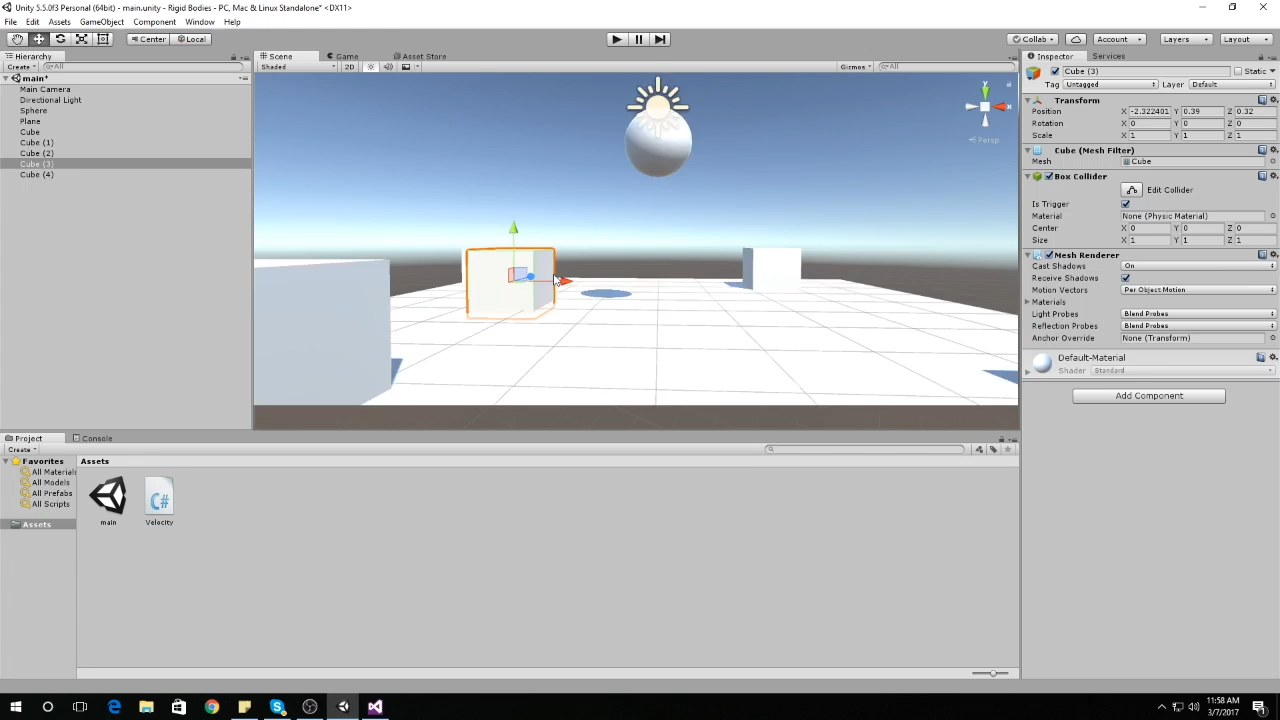 Unity 5.5.0f3 Personal (64bit) - main.unity - Rigid Bodies - PC, Mac & Linux Standalone* <DX11>
File Edit Assets GameObject Component Window Help
Center Local Collab Account Layers Layout
Hierarchy
Create All
main*
Main Camera
Directional Light
Sphere
Plane
Cube
Cube (1)
Cube (2)
Cube (3)
Cube (4)
Scene Game Asset Store
Shaded 2D Gizmos All
y
x
Persp
Inspector Services
Cube (3) Static
Tag Untagged Layer Default
Transform
Position X -2.322401 Y 0.39 Z 0.32
Rotation X 0 Y 0 Z 0
Scale X 1 Y 1 Z 1
Cube (Mesh Filter)
Mesh Cube
Box Collider
Edit Collider
Is Trigger
Material None (Physic Material)
Center X 0 Y 0 Z 0
Size X 1 Y 1 Z 1
Mesh Renderer
Cast Shadows On
Receive Shadows
Motion Vectors Per Object Motion
Materials
Light Probes Blend Probes
Reflection Probes Blend Probes
Anchor Override None (Transform)
Default-Material
Shader Standard
Add Component
Project Console
Create
Favorites
All Materials
All Models
All Prefabs
All Scripts
Assets
Assets
C#
main Velocity
11:58 AM
3/7/2017